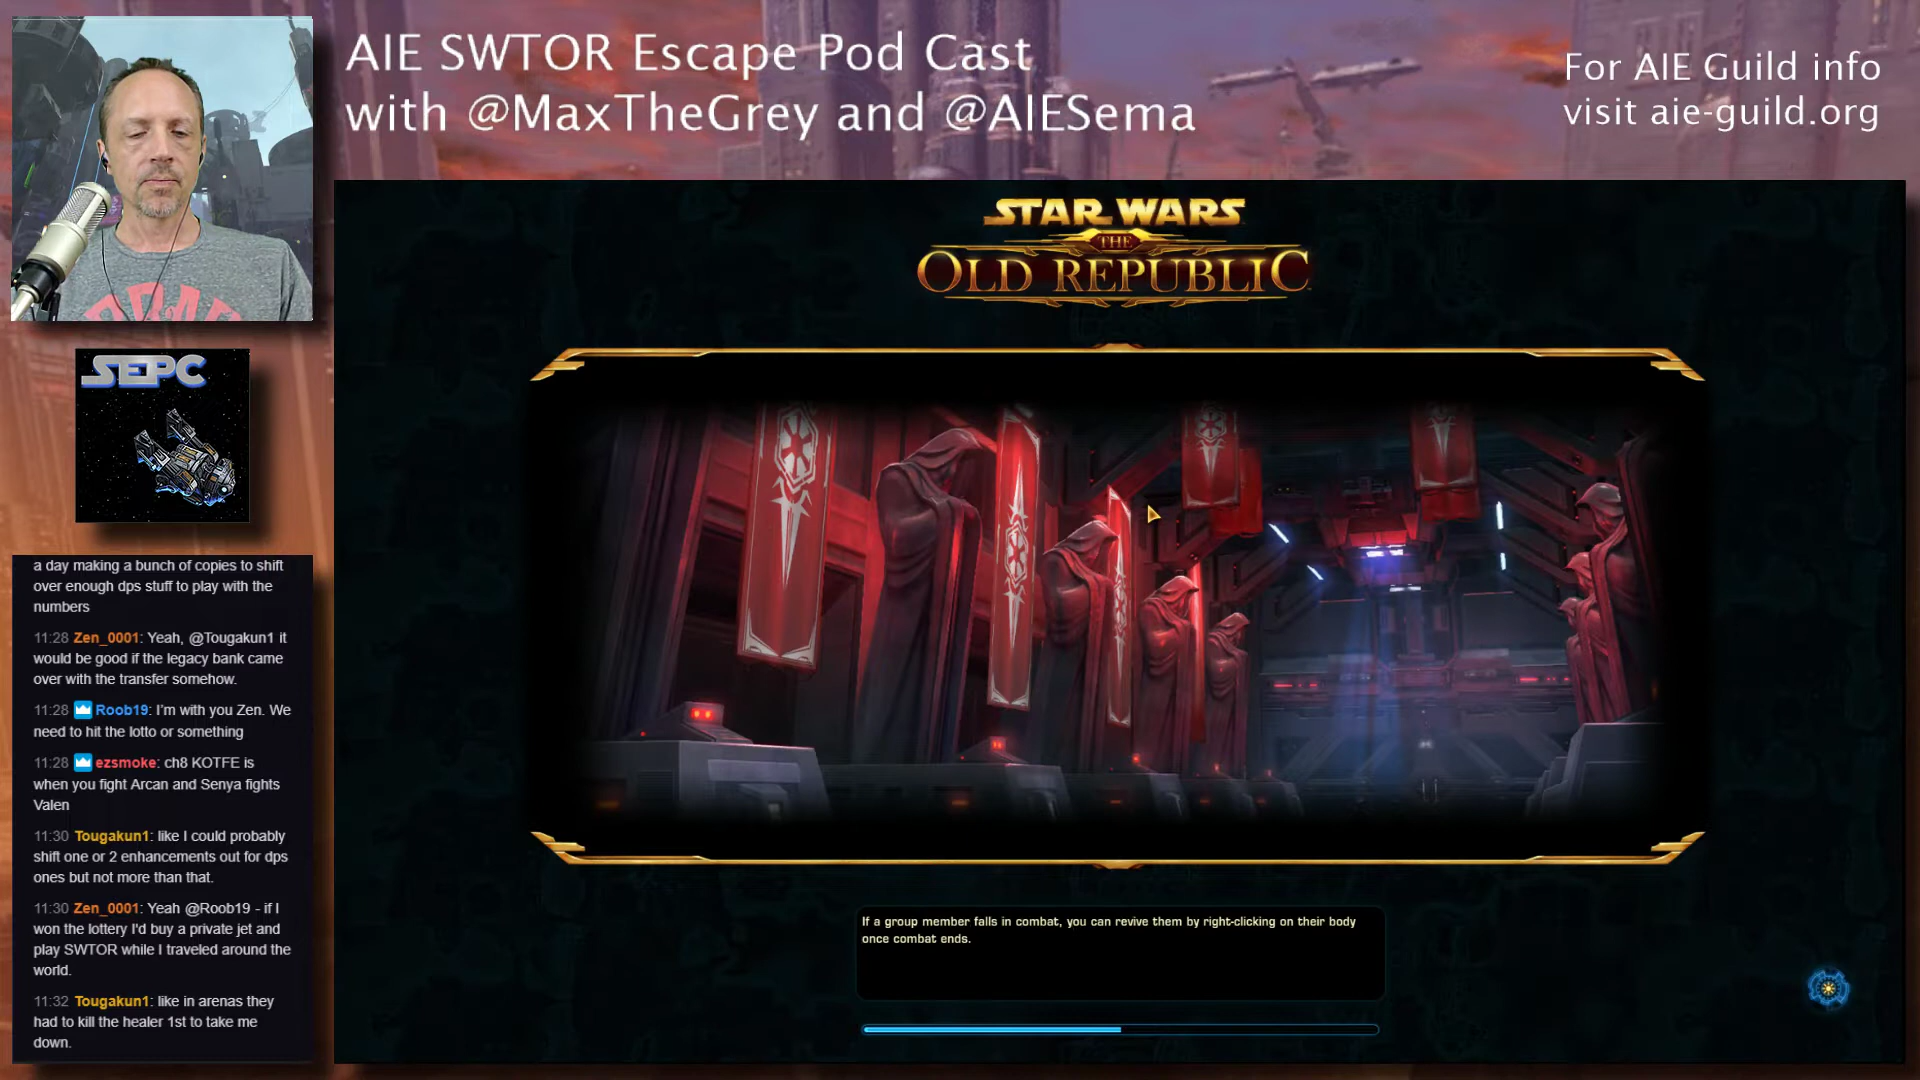 AIE SWTOR Escape Pod Cast
with @MaxTheGrey and @AIESema
For AIE Guild info
visit aie-guild.org
STAR WARS
THE
OLD REPUBLIC
SEPC
a day making a bunch of copies to shift
over enough dps stuff to play with the
numbers
11:28 Zen_0001: Yeah, @Tougakun1 it
would be good if the legacy bank came
over with the transfer somehow.
11:28 Roob19: I'm with you Zen. We
need to hit the lotto or something
11:28 ezsmoke: ch8 KOTFE is
when you fight Arcan and Senya fights
Valen
11:30 Tougakun1: like I could probably
shift one or 2 enhancements out for dps
ones but not more than that.
11:30 Zen_0001: Yeah @Roob19 - if I
won the lottery I'd buy a private jet and
play SWTOR while I traveled around the
world.
11:32 Tougakun1: like in arenas they
had to kill the healer 1st to take me
down.
If a group member falls in combat, you can revive them by right-clicking on their body
once combat ends.